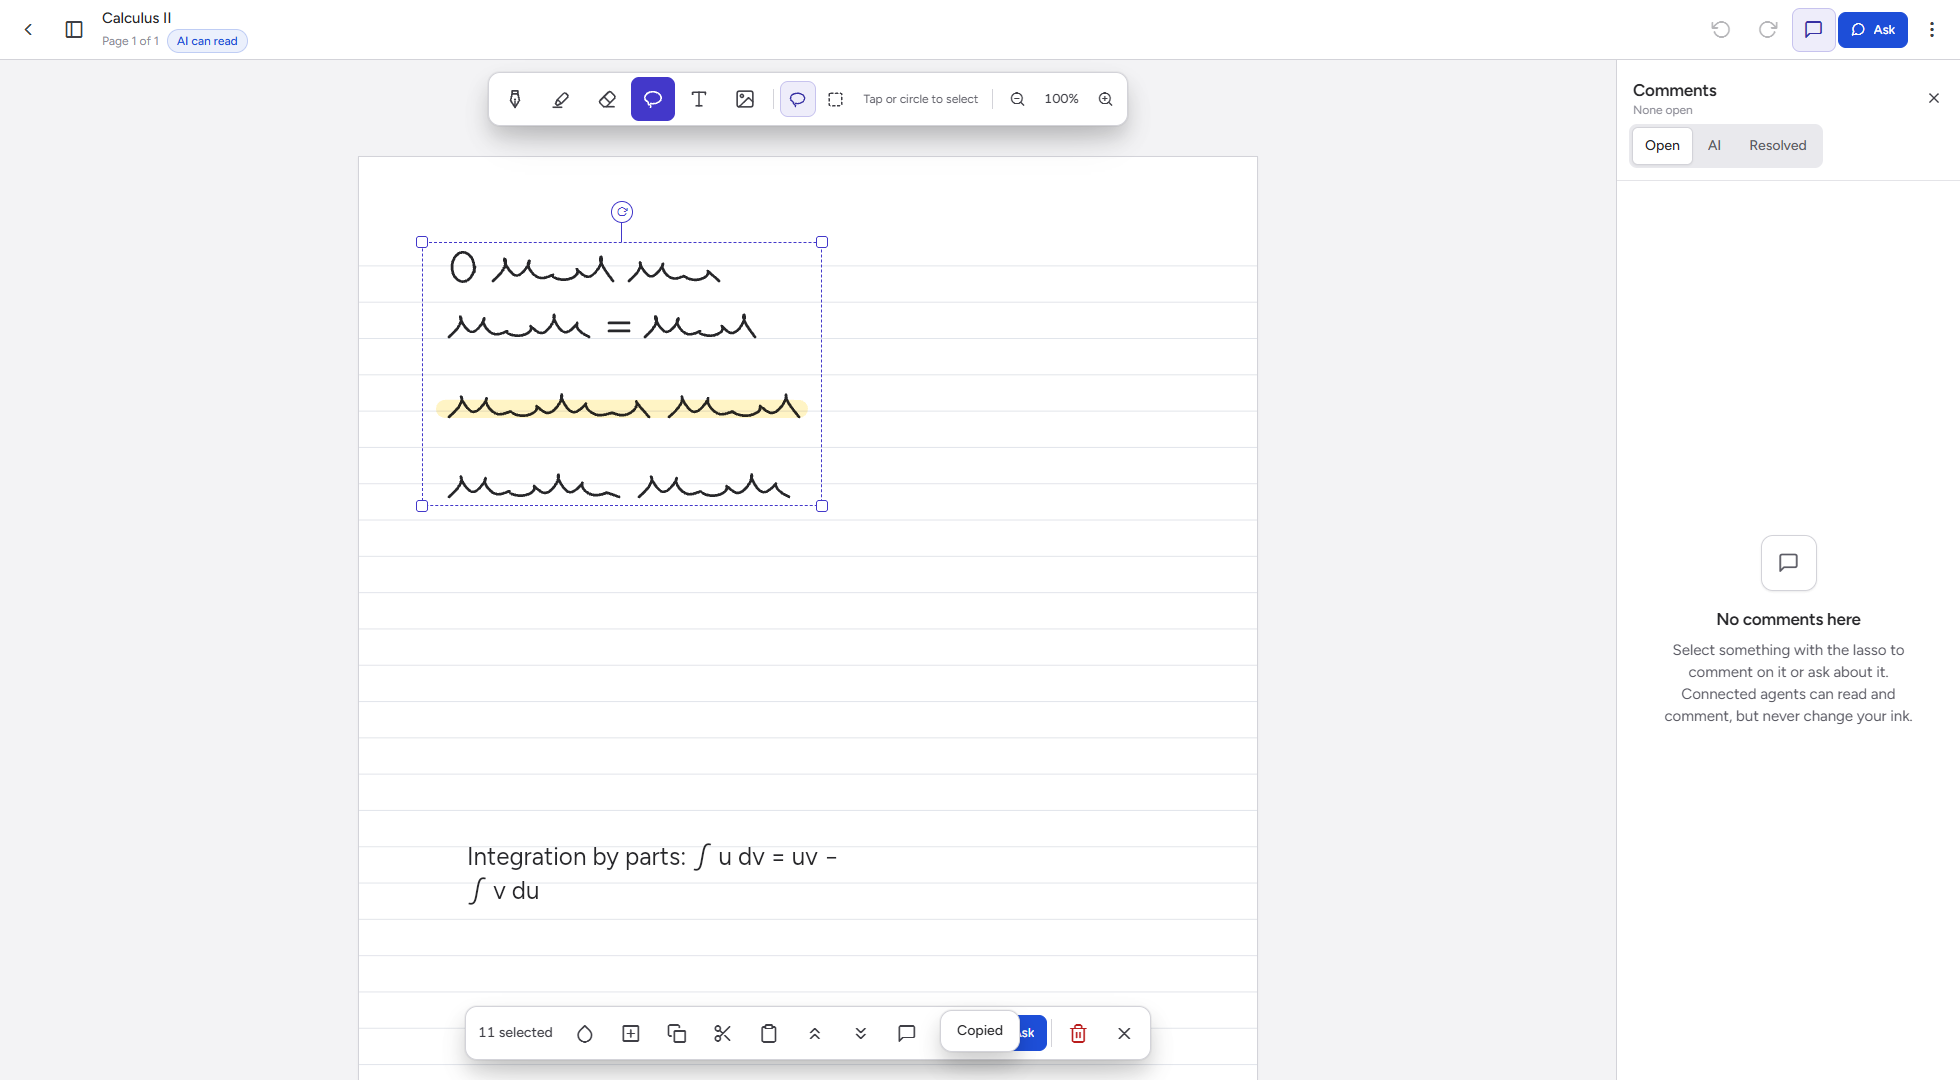 Calculus II
Page 1 of 1 AI can read
Ask
Tap or circle to select 100%
Comments
None open
Open AI Resolved
O
=
No comments here
Select something with the lasso to
comment on it or ask about it.
Connected agents can read and
comment, but never change your ink.
Integration by parts: ∫ u dv = uv −
∫ v du
11 selected Copied